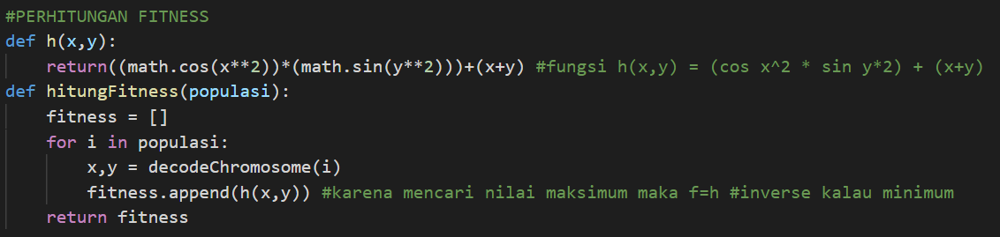 #PERHITUNGAN FITNESS
def h(x,y):
    return((math.cos(x**2))*(math.sin(y**2)))+(x+y) #fungsi h(x,y) = (cos x^2 * sin y*2) + (x+y)
def hitungFitness(populasi):
    fitness = []
    for i in populasi:
        x,y = decodeChromosome(i)
        fitness.append(h(x,y)) #karena mencari nilai maksimum maka f=h #inverse kalau minimum
    return fitness